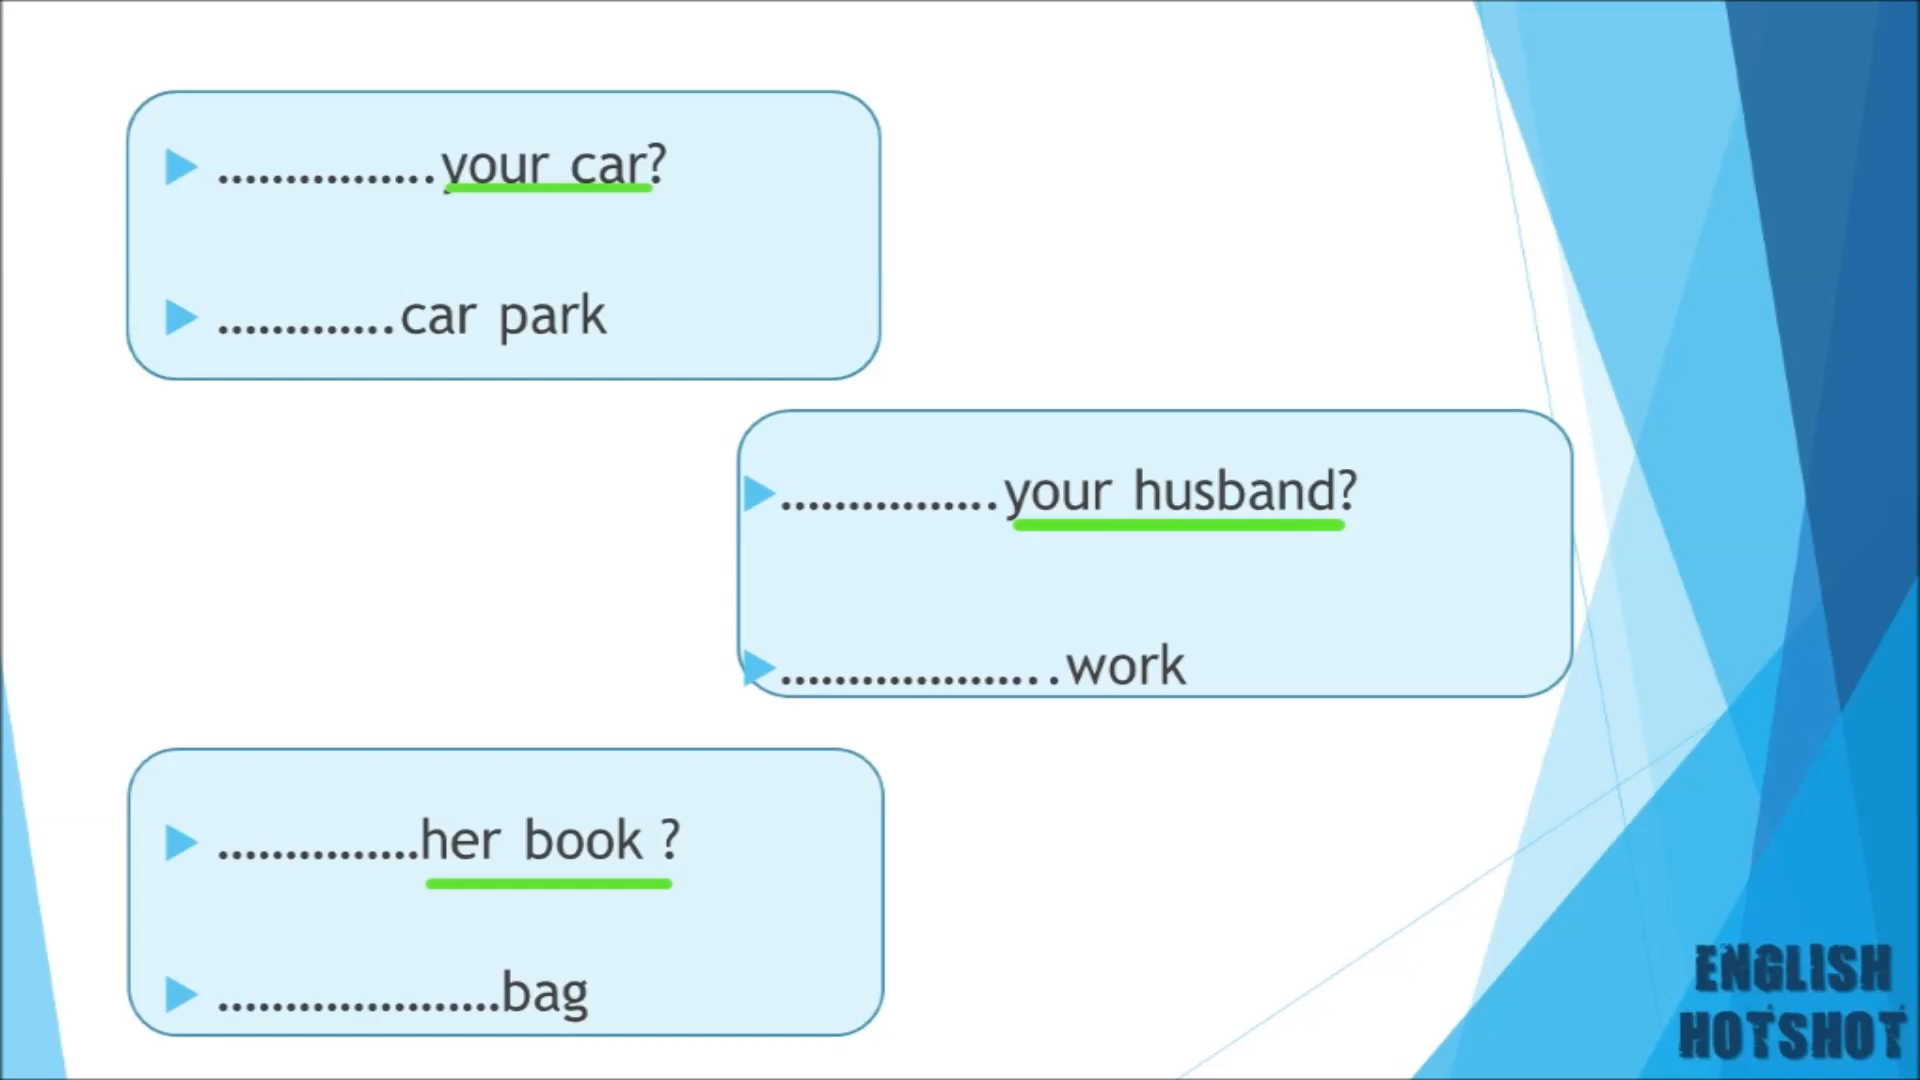 ...............your car?
.............car park
................your husband?
.....................work
...............her book ?
.....................bag
ENGLISH
HOTSHOT